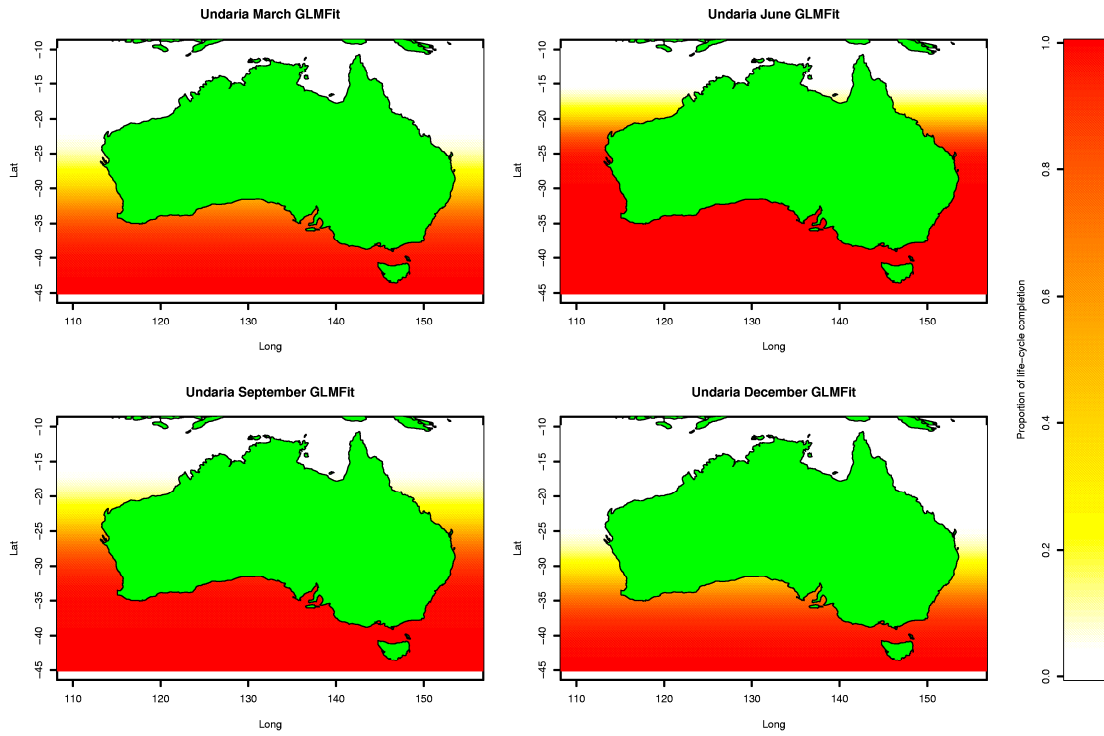 Undaria March GLMFit
Lat
-10
-15
-20
-25
-30
-35
-40
-45
110 120 130 140 150
Long
Undaria June GLMFit
Lat
-10
-15
-20
-25
-30
-35
-40
-45
110 120 130 140 150
Long
Undaria September GLMFit
Lat
-10
-15
-20
-25
-30
-35
-40
-45
110 120 130 140 150
Long
Undaria December GLMFit
Lat
-10
-15
-20
-25
-30
-35
-40
-45
110 120 130 140 150
Long
Proportion of life-cycle completion
1.0
0.8
0.6
0.4
0.2
0.0